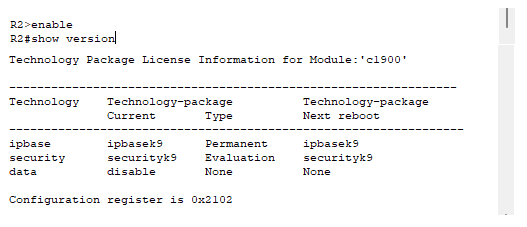 R2>enable
R2#show version
Technology Package License Information for Module:'c1900'
----------------------------------------------------------------
Technology    Technology-package          Technology-package
              Current       Type          Next reboot
-----------------------------------------------------------------
ipbase        ipbasek9      Permanent     ipbasek9
security      securityk9    Evaluation    securityk9
data          disable       None          None
Configuration register is 0x2102